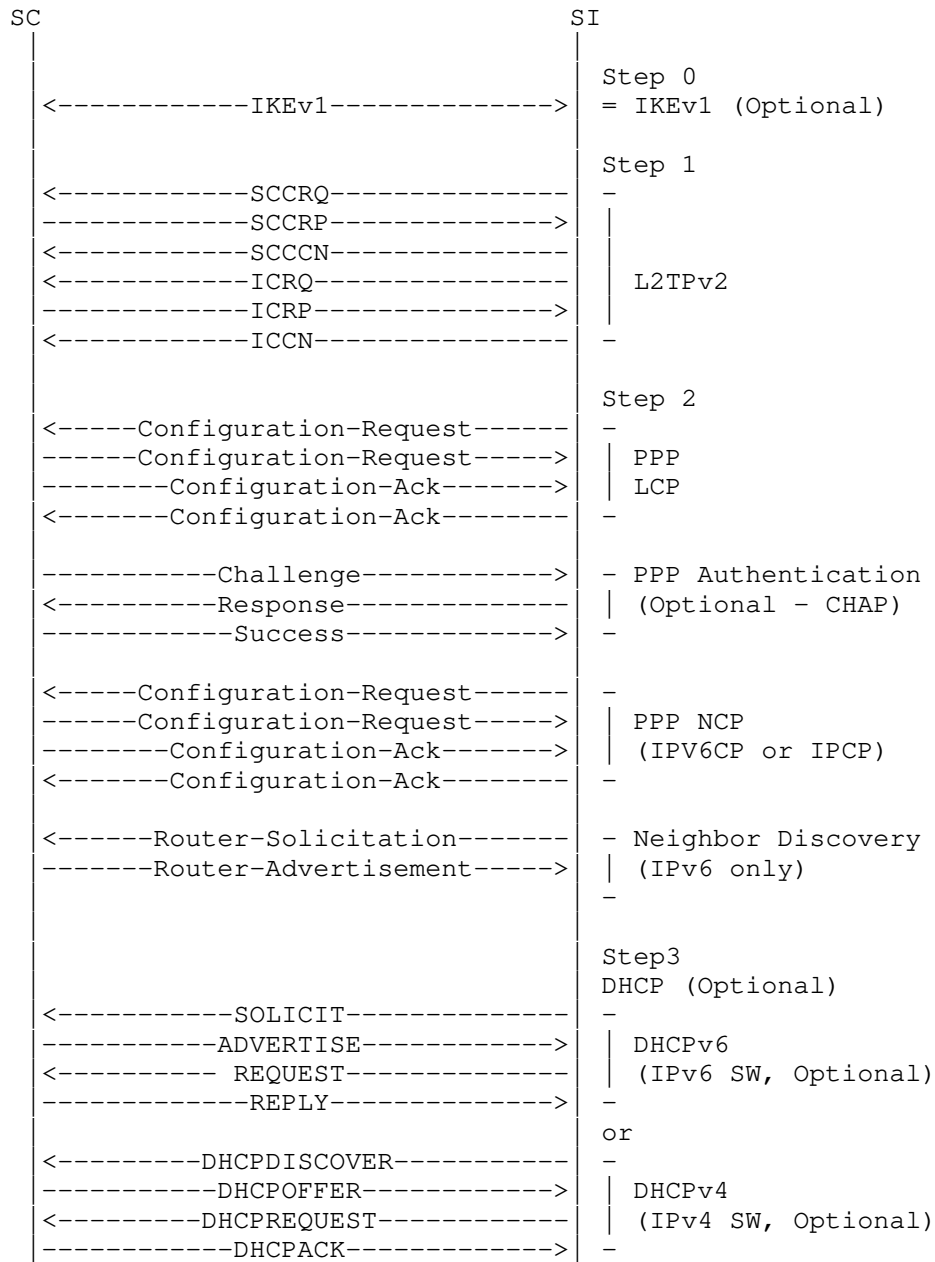 SC                                  SI
 |                                  |
 |                                  | Step 0
 |<------------IKEv1--------------->| = IKEv1 (Optional)
 |                                  |
 |                                  | Step 1
 |<------------SCCRQ---------------| -
 |-------------SCCRP-------------->| |
 |<------------SCCCN---------------| |
 |<------------ICRQ----------------| | L2TPv2
 |-------------ICRP--------------->| |
 |<------------ICCN----------------| -
 |                                  |
 |                                  | Step 2
 |<-----Configuration-Request------| -
 |------Configuration-Request----->| | PPP
 |--------Configuration-Ack------->| | LCP
 |<-------Configuration-Ack--------| -
 |                                  |
 |-----------Challenge------------>| - PPP Authentication
 |<----------Response--------------| | (Optional - CHAP)
 |------------Success------------->| -
 |                                  |
 |<-----Configuration-Request------| -
 |------Configuration-Request----->| | PPP NCP
 |--------Configuration-Ack------->| | (IPV6CP or IPCP)
 |<-------Configuration-Ack--------| -
 |                                  |
 |<------Router-Solicitation-------| - Neighbor Discovery
 |-------Router-Advertisement----->| | (IPv6 only)
 |                                  | -
 |                                  |
 |                                  | Step3
 |                                  | DHCP (Optional)
 |<-----------SOLICIT--------------| -
 |-----------ADVERTISE------------>| | DHCPv6
 |<---------- REQUEST--------------| | (IPv6 SW, Optional)
 |-------------REPLY-------------->| -
 |                                  | or
 |<---------DHCPDISCOVER-----------| -
 |-----------DHCPOFFER------------>| | DHCPv4
 |<---------DHCPREQUEST------------| | (IPv4 SW, Optional)
 |------------DHCPACK------------->| -